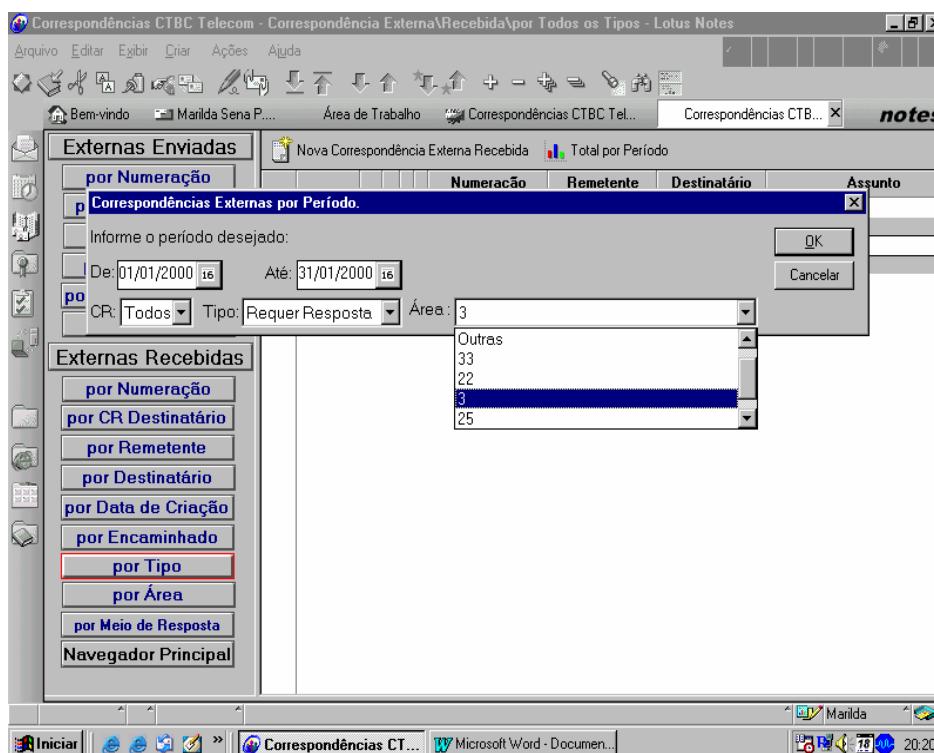 Correspondências CTBC Telecom - Correspondência Externa\Recebida\por Todos os Tipos - Lotus Notes
Arquivo Editar Exibir Criar Ações Ajuda
Bem-vindo Marilda Sena P.... Área de Trabalho Correspondências CTBC Tel... Correspondências CTB... notes
Externas Enviadas
Nova Correspondência Externa Recebida Total por Período
por Numeração
Numeração Remetente Destinatário Assunto
Correspondências Externas por Período.
Informe o período desejado:
OK
De: 01/01/2000 16 Até: 31/01/2000 16
Cancelar
po
CR: Todos Tipo: Requer Resposta Área: 3
Outras
33
22
3
25
Externas Recebidas
por Numeração
por CR Destinatário
por Remetente
por Destinatário
por Data de Criação
por Encaminhado
por Tipo
por Área
por Meio de Resposta
Navegador Principal
Marilda
Iniciar » Correspondências CT... Microsoft Word - Documen... 18 20:20